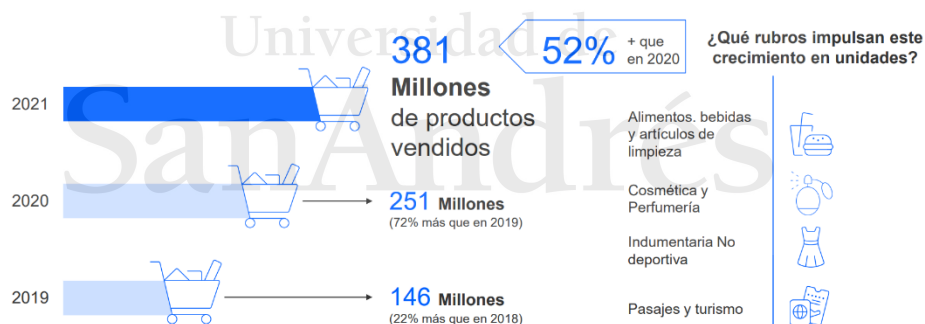 Universidad de
SanAndrés
2021
381
Millones
de productos
vendidos
52%
+ que
en 2020
¿Qué rubros impulsan este
crecimiento en unidades?
Alimentos. bebidas
y artículos de
limpieza
2020
251 Millones
(72% más que en 2019)
Cosmética y
Perfumería
Indumentaria No
deportiva
2019
146 Millones
(22% más que en 2018)
Pasajes y turismo